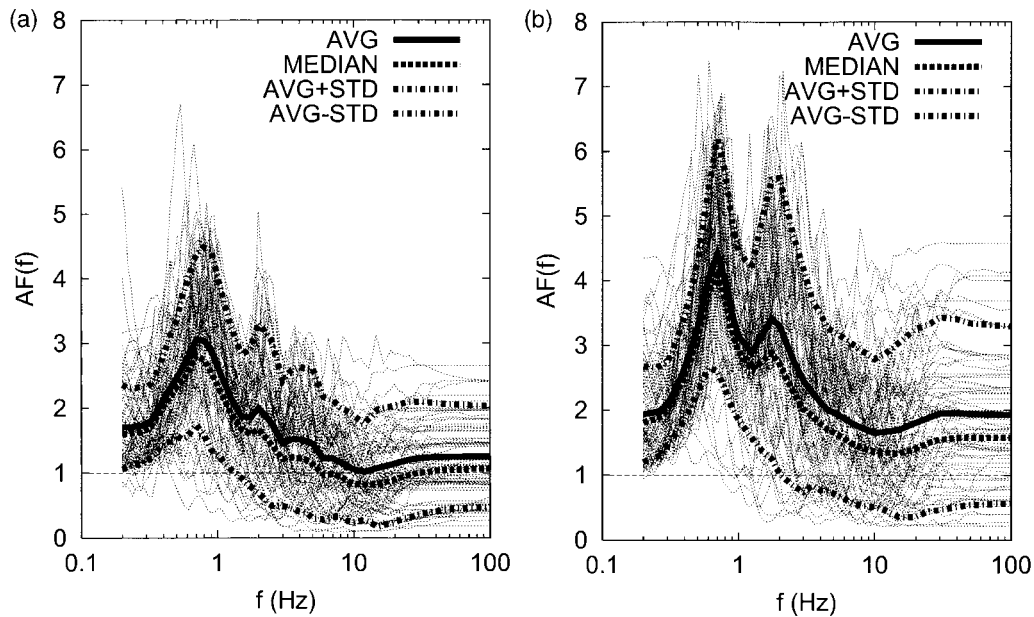 (a)
AVG
MEDIAN
AVG+STD
AVG-STD
AF(f)
8
7
6
5
4
3
2
1
0
0.1 1 10 100
f (Hz)
(b)
AVG
MEDIAN
AVG+STD
AVG-STD
AF(f)
8
7
6
5
4
3
2
1
0
0.1 1 10 100
f (Hz)